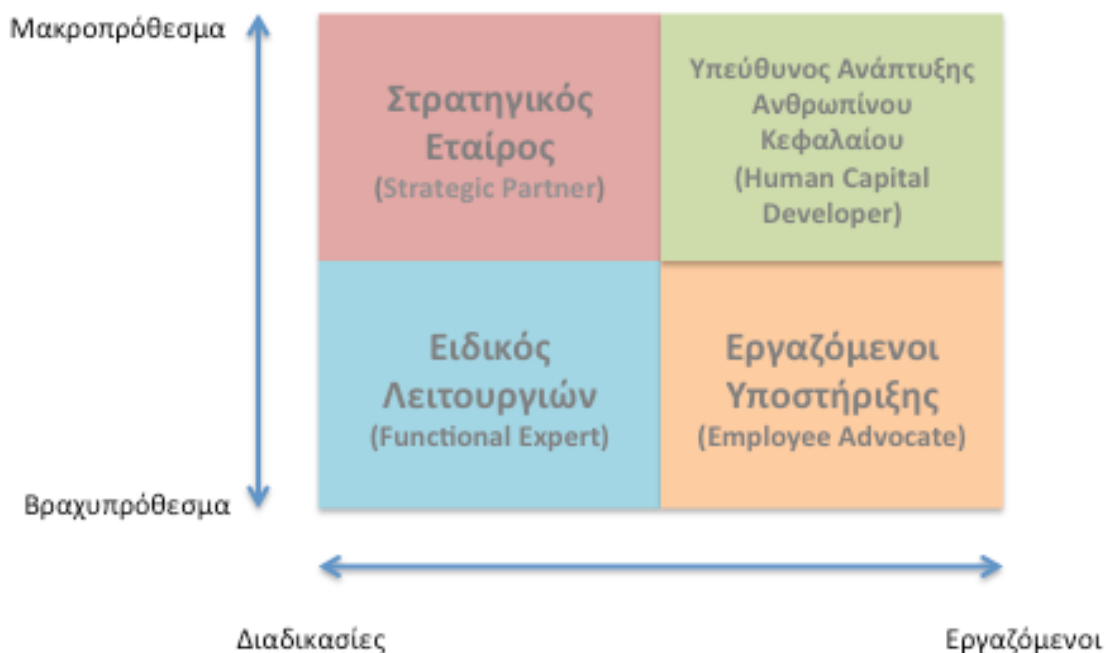 Μακροπρόθεσμα
Στρατηγικός
Εταίρος
(Strategic Partner)
Υπεύθυνος Ανάπτυξης
Ανθρωπίνου
Κεφαλαίου
(Human Capital
Developer)
Ειδικός
Λειτουργιών
(Functional Expert)
Εργαζόμενοι
Υποστήριξης
(Employee Advocate)
Βραχυπρόθεσμα
Διαδικασίες
Εργαζόμενοι